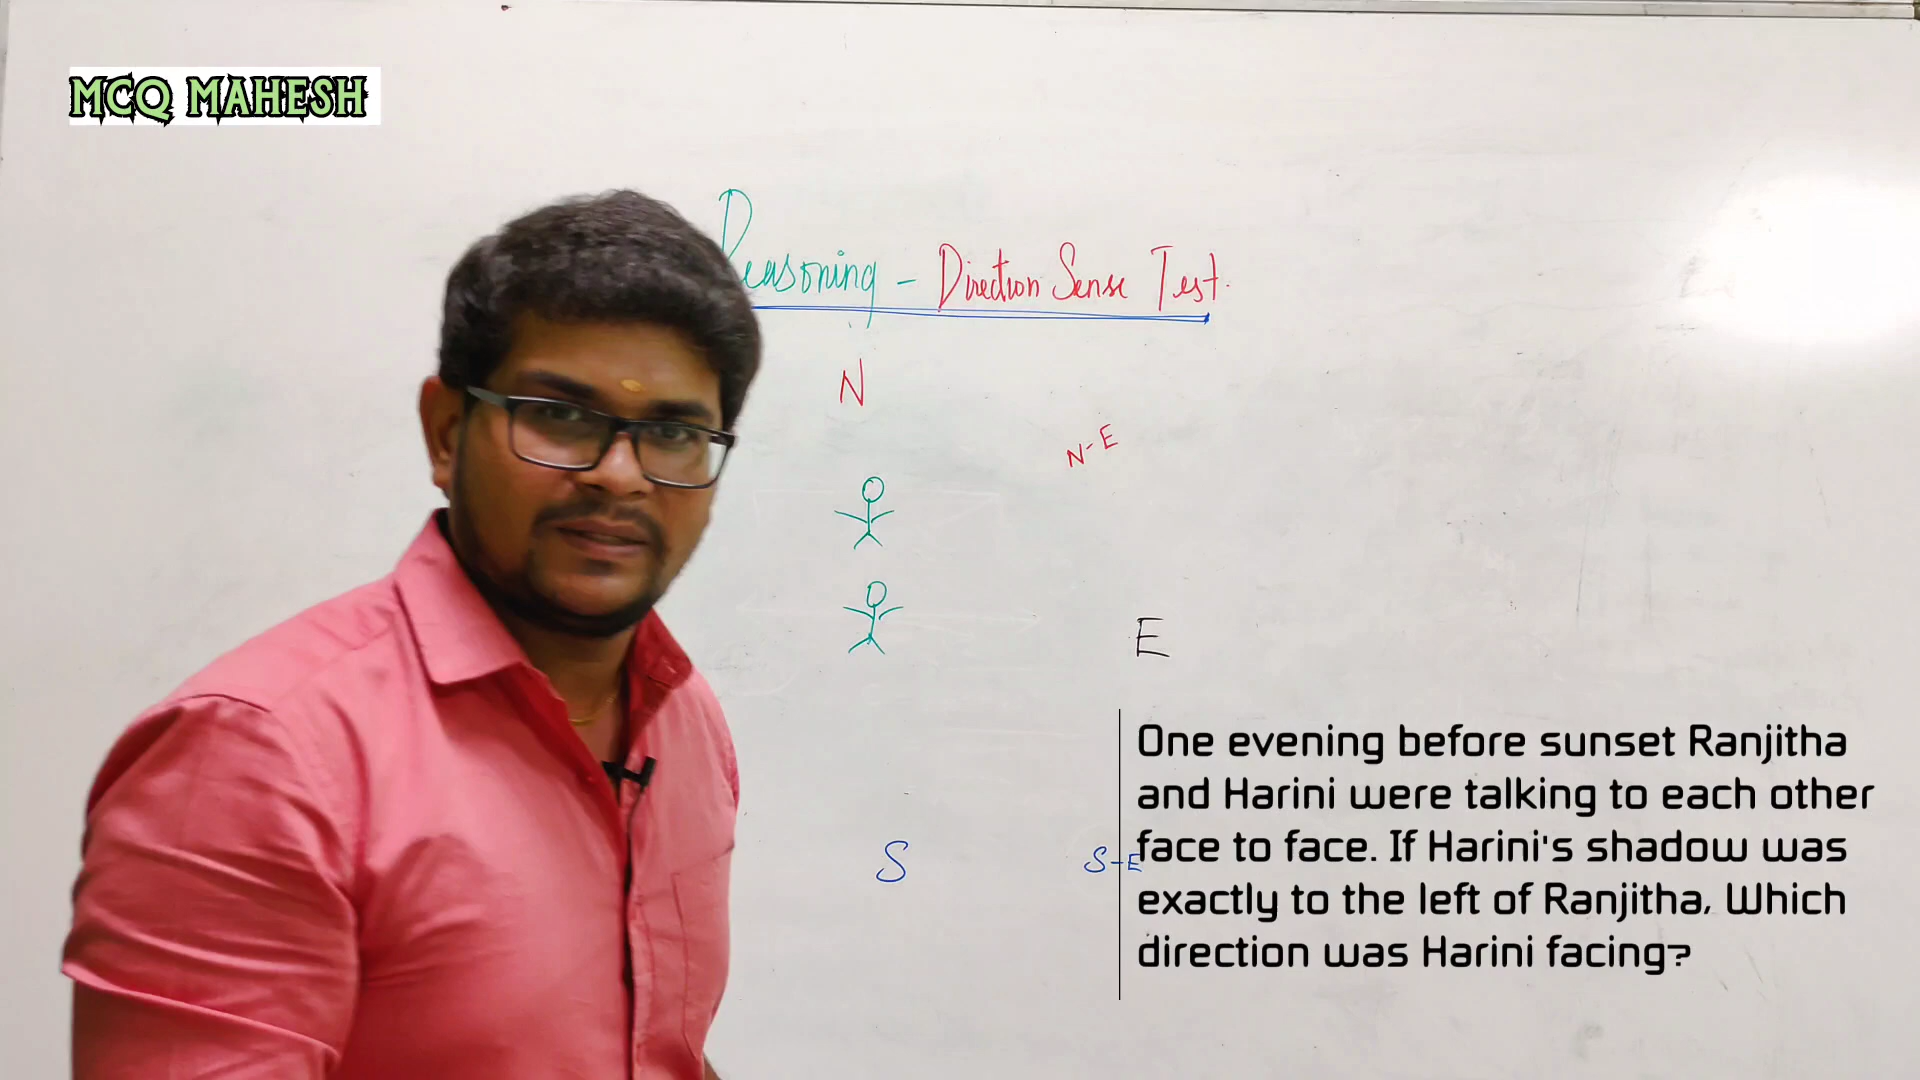 MCQ MAHESH
Reasoning - Direction Sense Test.
N
N-E
E
S
S-E
One evening before sunset Ranjitha
and Harini were talking to each other
face to face. If Harini's shadow was
exactly to the left of Ranjitha, Which
direction was Harini facing?